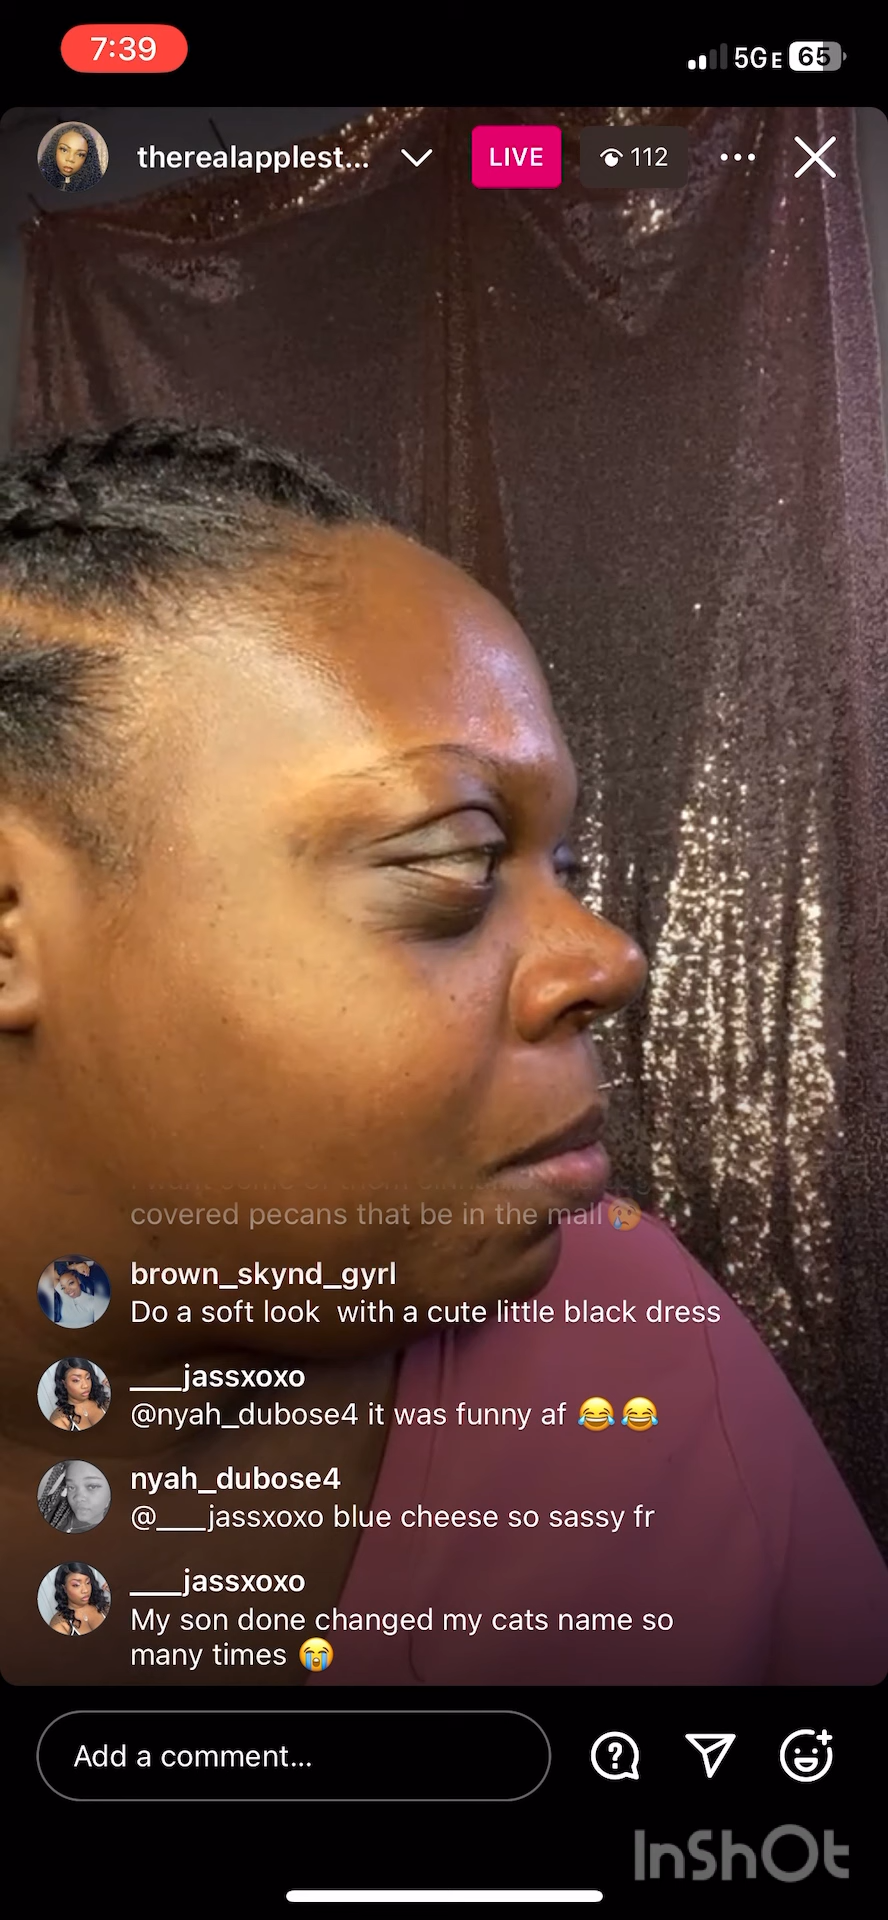 7:39
5GE 65
therealapplest... LIVE 112
covered pecans that be in the mall😢
brown_skynd_gyrl
Do a soft look with a cute little black dress
___jassxoxo
@nyah_dubose4 it was funny af 😂😂
nyah_dubose4
@___jassxoxo blue cheese so sassy fr
___jassxoxo
My son done changed my cats name so
many times 😭
Add a comment...
InShOt